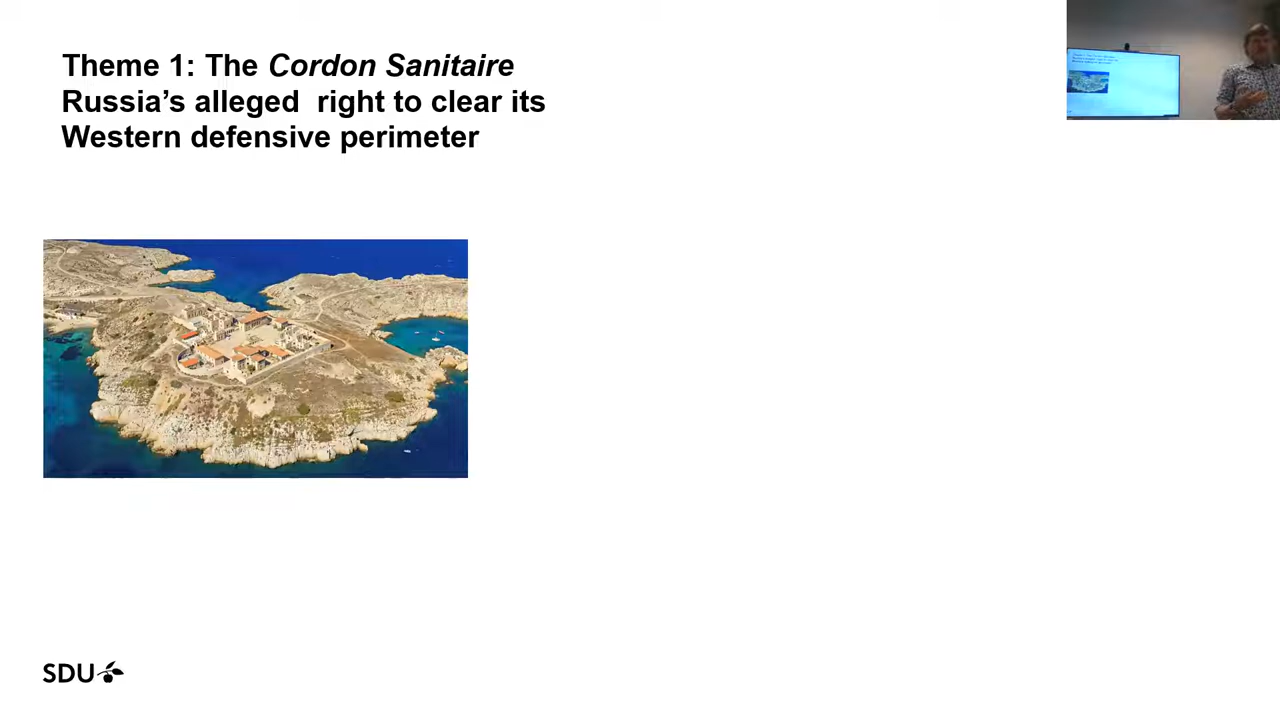 Theme 1: The Cordon Sanitaire
Russia’s alleged  right to clear its
Western defensive perimeter
SDU